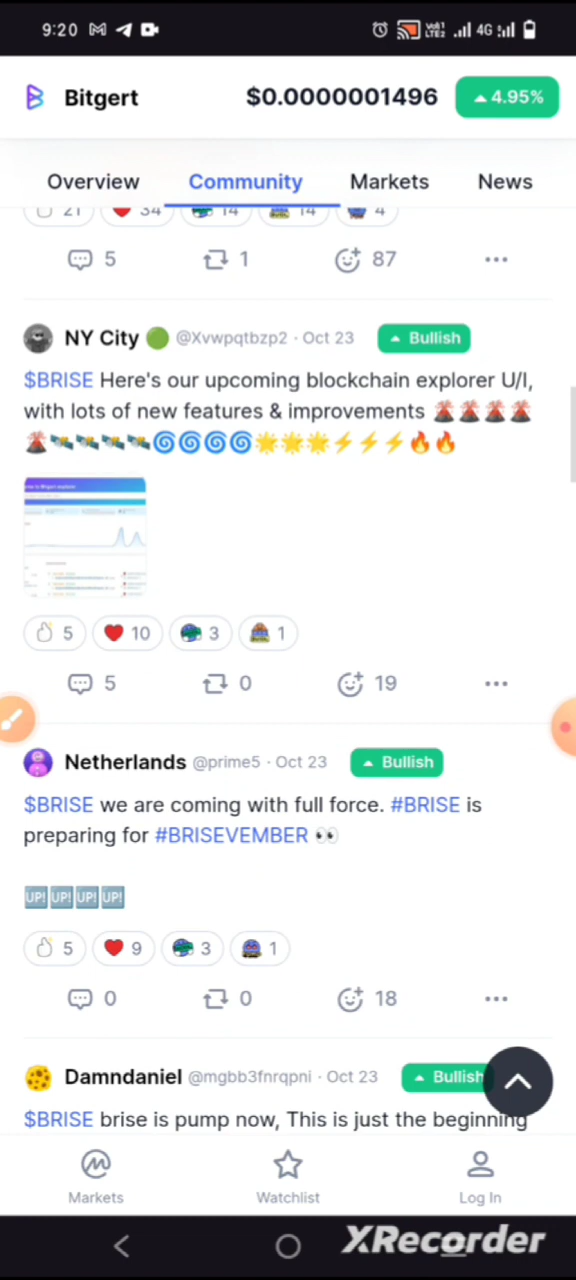 9:20 4G
Bitgert $0.0000001496 4.95%
Overview Community Markets News
21 34 14 14 4
5 1 87 ...
NY City 🟢 @Xvwpqtbzp2 · Oct 23 Bullish
$BRISE Here's our upcoming blockchain explorer U/I,
with lots of new features & improvements 🌋🌋🌋🌋
🌋🛰️🛰️🛰️🛰️🌀🌀🌀🌀🌟🌟🌟⚡⚡⚡🔥🔥
5 10 3 1
5 0 19 ...
Netherlands @prime5 · Oct 23 Bullish
$BRISE we are coming with full force. #BRISE is
preparing for #BRISEVEMBER 👀
🆙🆙🆙🆙
5 9 3 1
0 0 18 ...
Damndaniel @mgbb3fnrqpni · Oct 23 Bullish
$BRISE brise is pump now, This is just the beginning
Markets Watchlist Log In
XRecorder